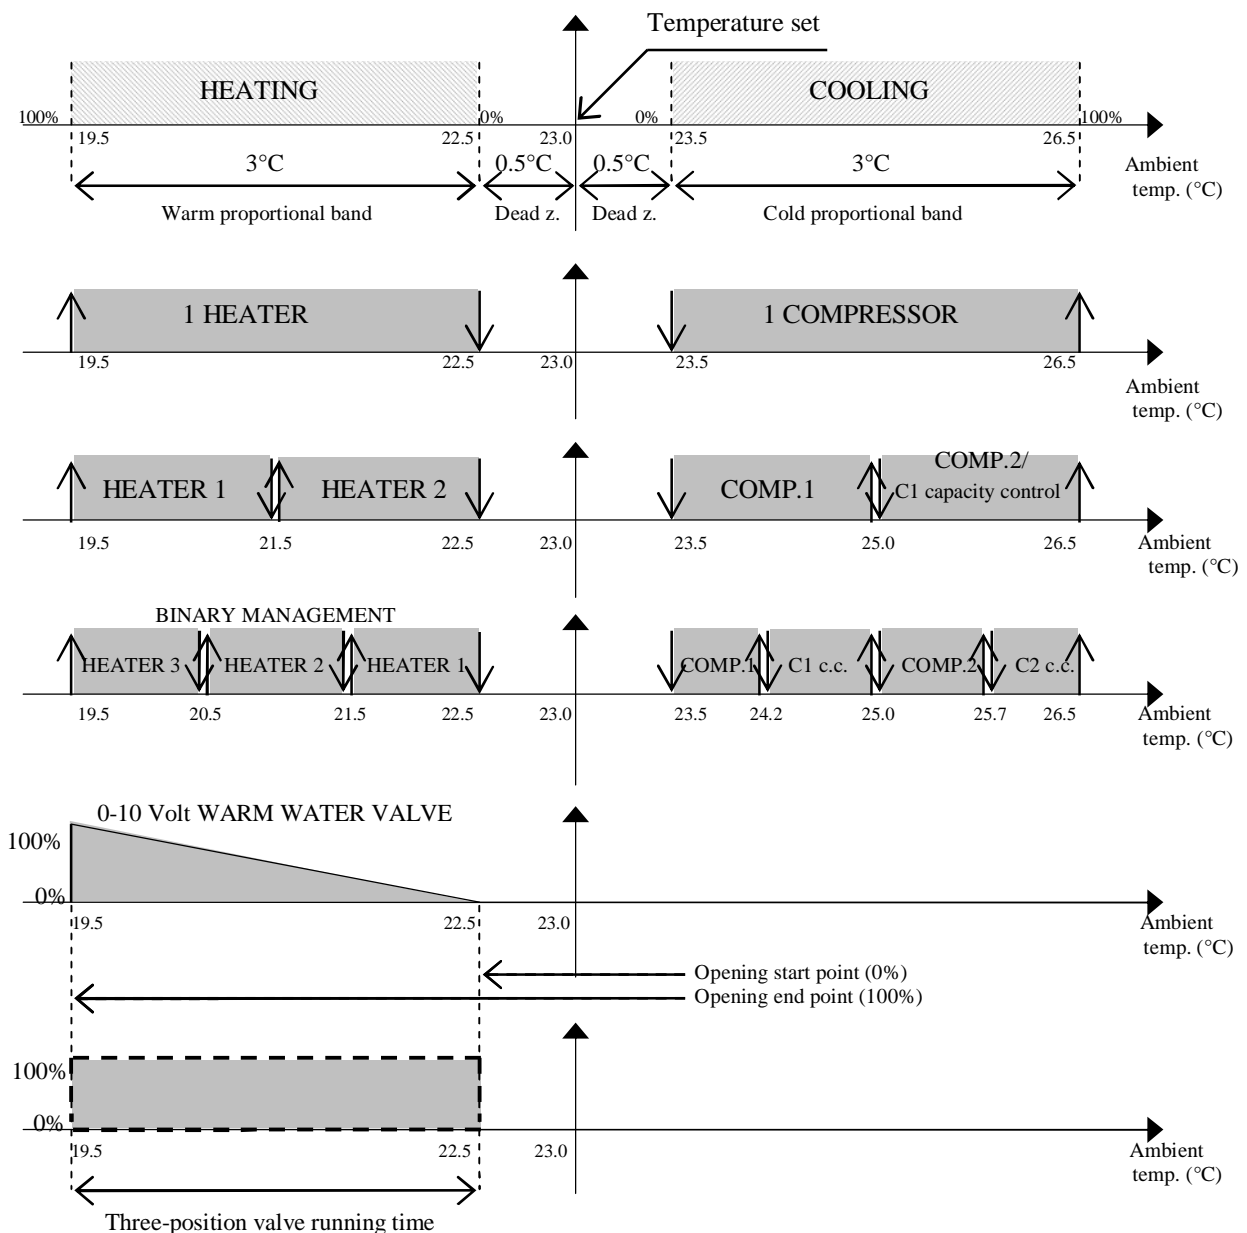 Temperature set
HEATING
COOLING
100%
0%
0%
100%
19.5
22.5
23.0
23.5
26.5
3°C
0.5°C
0.5°C
3°C
Ambient
temp. (°C)
Warm proportional band
Dead z.
Dead z.
Cold proportional band
1 HEATER
1 COMPRESSOR
19.5
22.5
23.0
23.5
26.5
Ambient
temp. (°C)
HEATER 1
HEATER 2
COMP.1
COMP.2/
C1 capacity control
19.5
21.5
22.5
23.0
23.5
25.0
26.5
Ambient
temp. (°C)
BINARY MANAGEMENT
HEATER 3
HEATER 2
HEATER 1
COMP.1
C1 c.c.
COMP.2
C2 c.c.
19.5
20.5
21.5
22.5
23.0
23.5
24.2
25.0
25.7
26.5
Ambient
temp. (°C)
0-10 Volt WARM WATER VALVE
100%
0%
19.5
22.5
23.0
Ambient
temp. (°C)
Opening start point (0%)
Opening end point (100%)
100%
0%
19.5
22.5
23.0
Ambient
temp. (°C)
Three-position valve running time